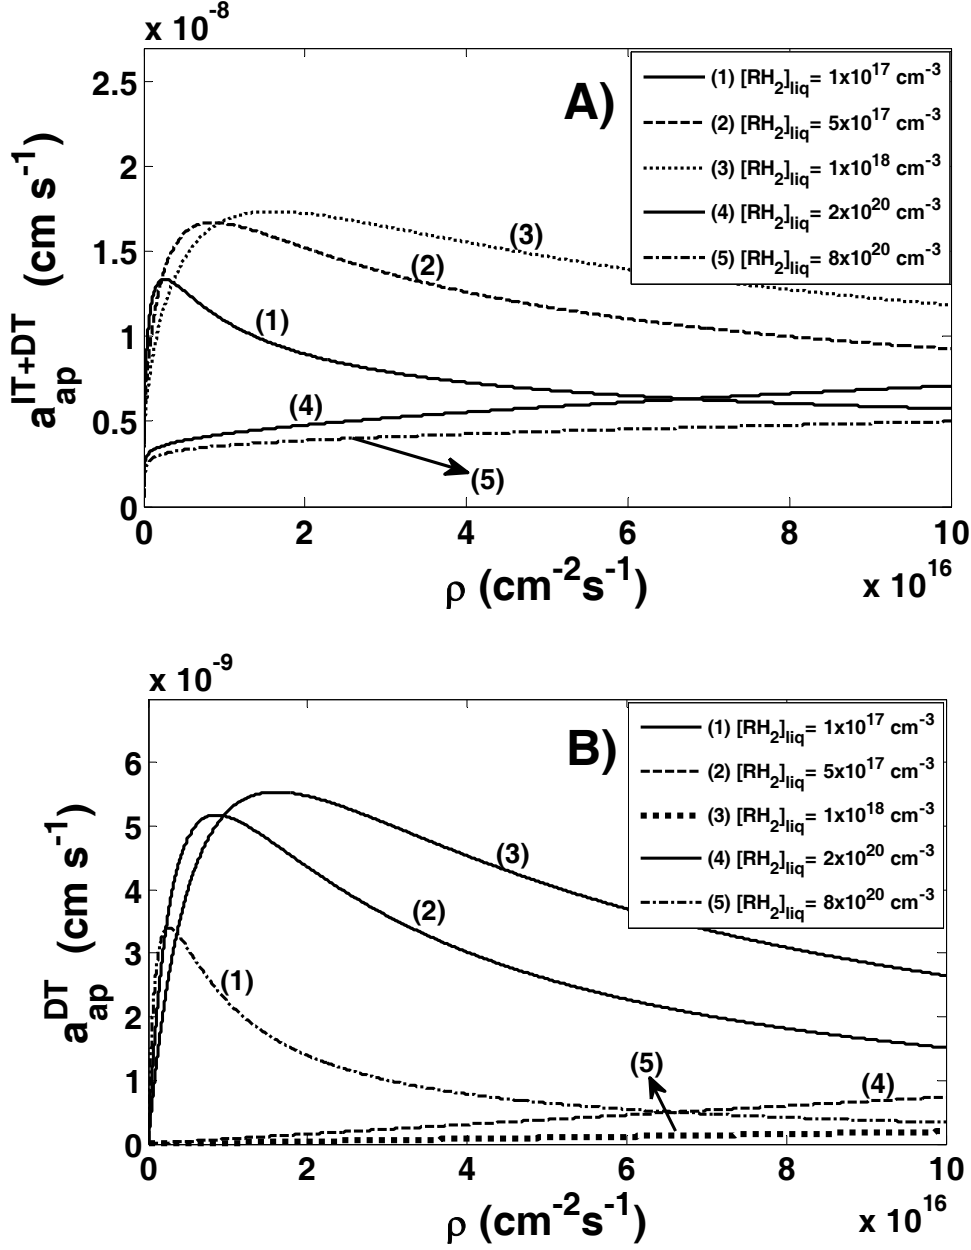 x 10^-8
A)
(1) [RH2]liq= 1x10^17 cm^-3
(2) [RH2]liq= 5x10^17 cm^-3
(3) [RH2]liq= 1x10^18 cm^-3
(4) [RH2]liq= 2x10^20 cm^-3
(5) [RH2]liq= 8x10^20 cm^-3
2.5
2
1.5
1
0.5
0
a_ap^IT+DT (cm s^-1)
(3)
(2)
(1)
(4)
(5)
0 2 4 6 8 10
ρ (cm^-2s^-1)
x 10^16
x 10^-9
B)
(1) [RH2]liq= 1x10^17 cm^-3
(2) [RH2]liq= 5x10^17 cm^-3
(3) [RH2]liq= 1x10^18 cm^-3
(4) [RH2]liq= 2x10^20 cm^-3
(5) [RH2]liq= 8x10^20 cm^-3
6
5
4
3
2
1
0
a_ap^DT (cm s^-1)
(3)
(2)
(1)
(5)
(4)
0 2 4 6 8 10
ρ (cm^-2s^-1)
x 10^16